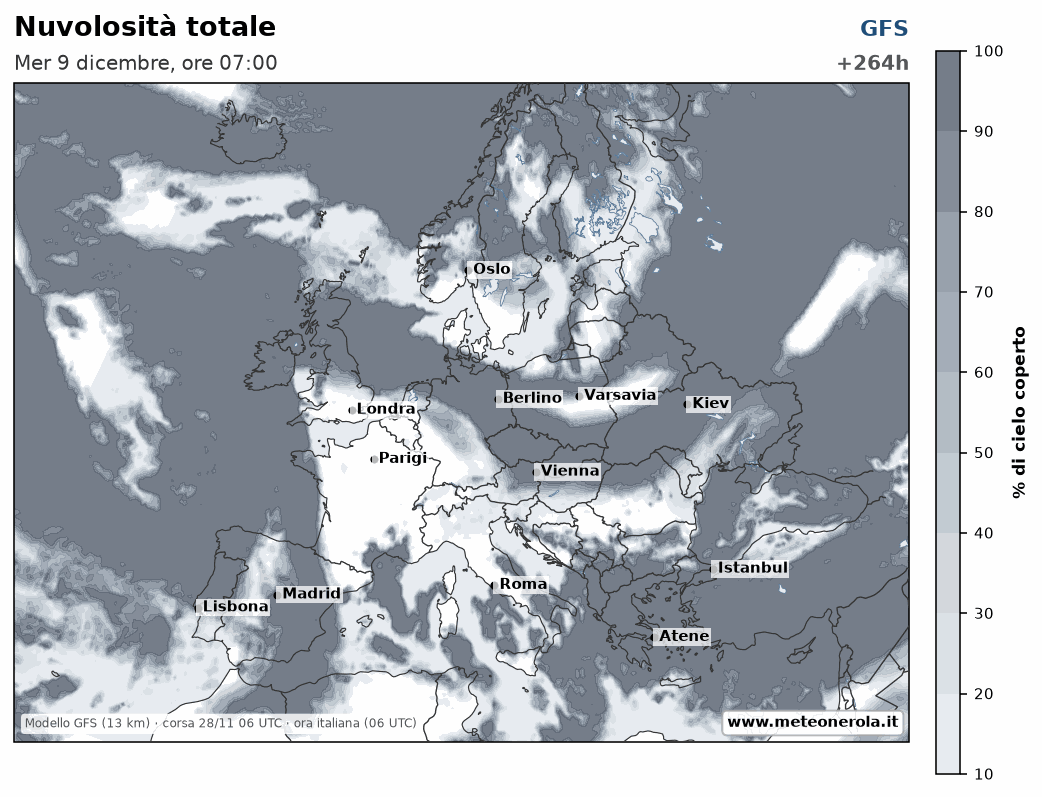 Nuvolosità totale
GFS
Mer 9 dicembre, ore 07:00
+264h
100
90
80
70
60
50
40
30
20
10
% di cielo coperto
Oslo
Berlino
Varsavia
Kiev
Londra
Parigi
Vienna
Istanbul
Roma
Madrid
Lisbona
Atene
Modello GFS (13 km) · corsa 28/11 06 UTC · ora italiana (06 UTC)
www.meteonerola.it